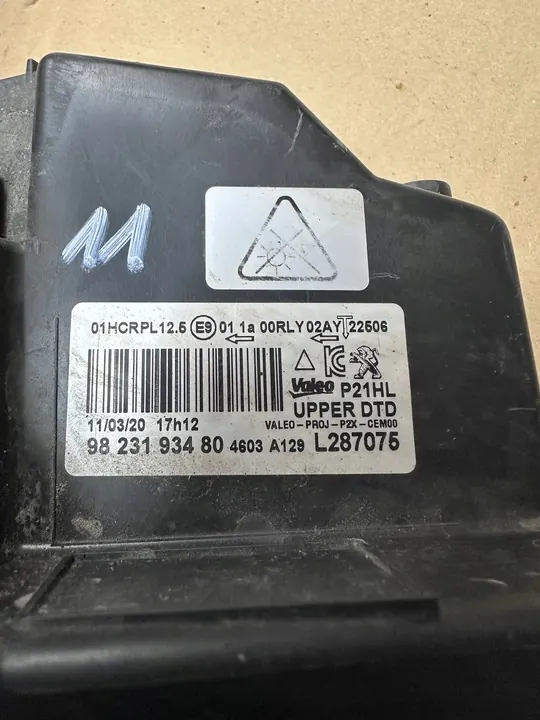 M
01HCRPL12.5 E9 01 1a 00RLY 02AY 22506
Valeo P21HL
UPPER DTD
11/03/20 17h12 VALEO-PROJ-P2X-CEM00
98 231 934 80 4603 A129 L287075